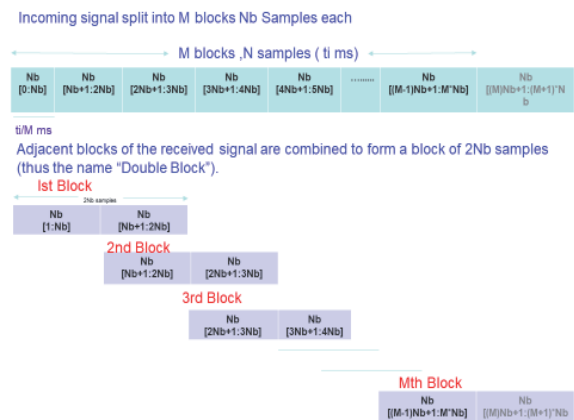 Incoming signal split into M blocks Nb Samples each
M blocks ,N samples ( ti ms)
Nb Nb Nb Nb Nb ......... Nb Nb
[0:Nb] [Nb+1:2Nb] [2Nb+1:3Nb] [3Nb+1:4Nb] [4Nb+1:5Nb] [(M-1)Nb+1:M*Nb] [(M)Nb+1:(M+1)*N
b
ti/M ms
Adjacent blocks of the received signal are combined to form a block of 2Nb samples
(thus the name “Double Block”).
Ist Block
2Nb samples
Nb Nb
[1:Nb] [Nb+1:2Nb]
2nd Block
Nb Nb
[Nb+1:2Nb] [2Nb+1:3Nb]
3rd Block
Nb Nb
[2Nb+1:3Nb] [3Nb+1:4Nb]
Mth Block
Nb Nb
[(M-1)Nb+1:M*Nb] [(M)Nb+1:(M+1)*Nb